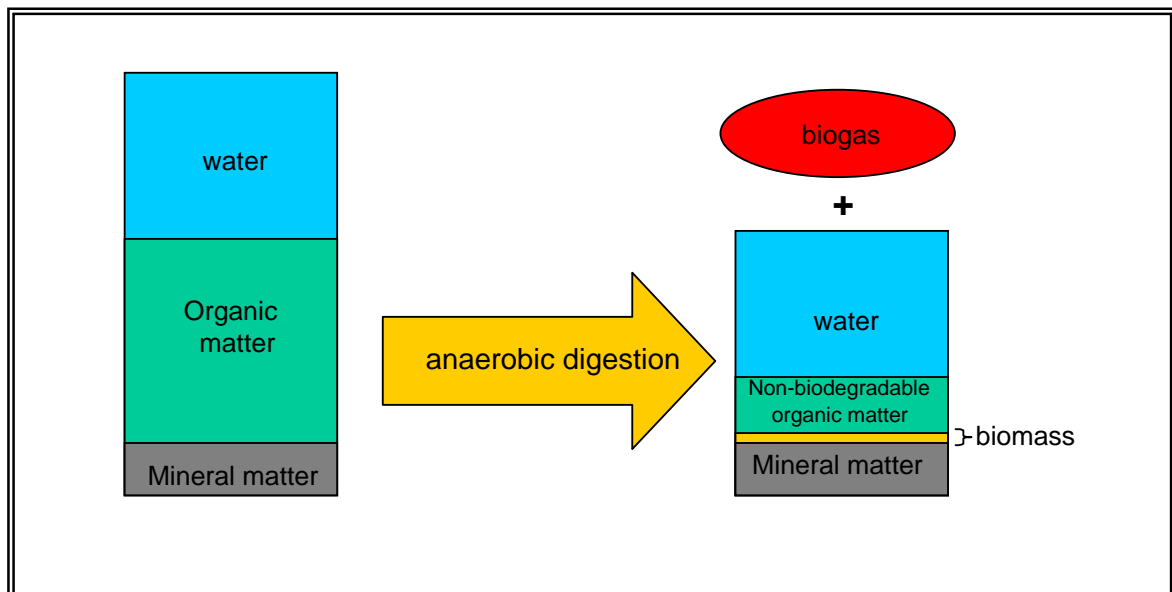 water
Organic
matter
Mineral matter
anaerobic digestion
biogas
+
water
Non-biodegradable
organic matter
biomass
Mineral matter